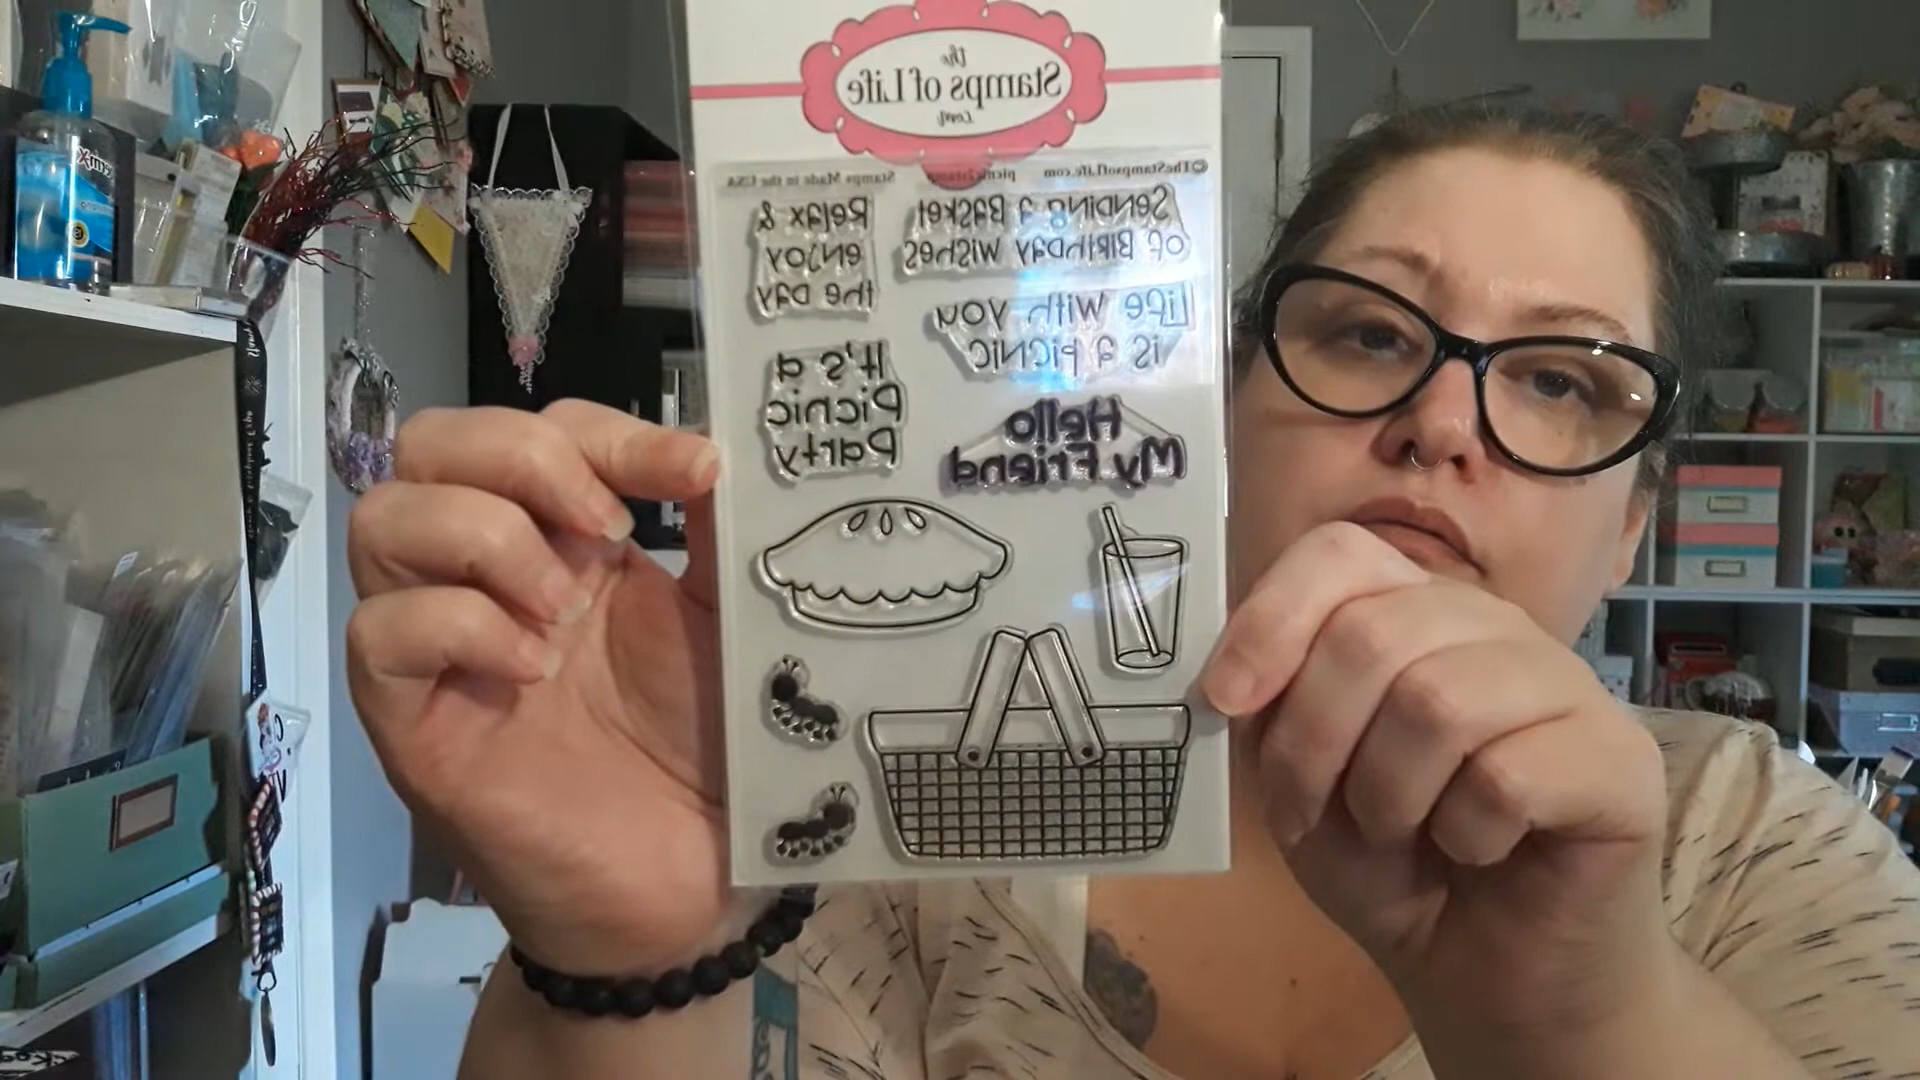 the
Stamps of Life
.com
©TheStampsofLife.com picnic2stamp Stamps Made in the USA
Sending a Basket
of Birthday wishes
Relax &
enjoy
the day
Life with you
is a picnic
It's a
Picnic
Party
Hello
My Friend